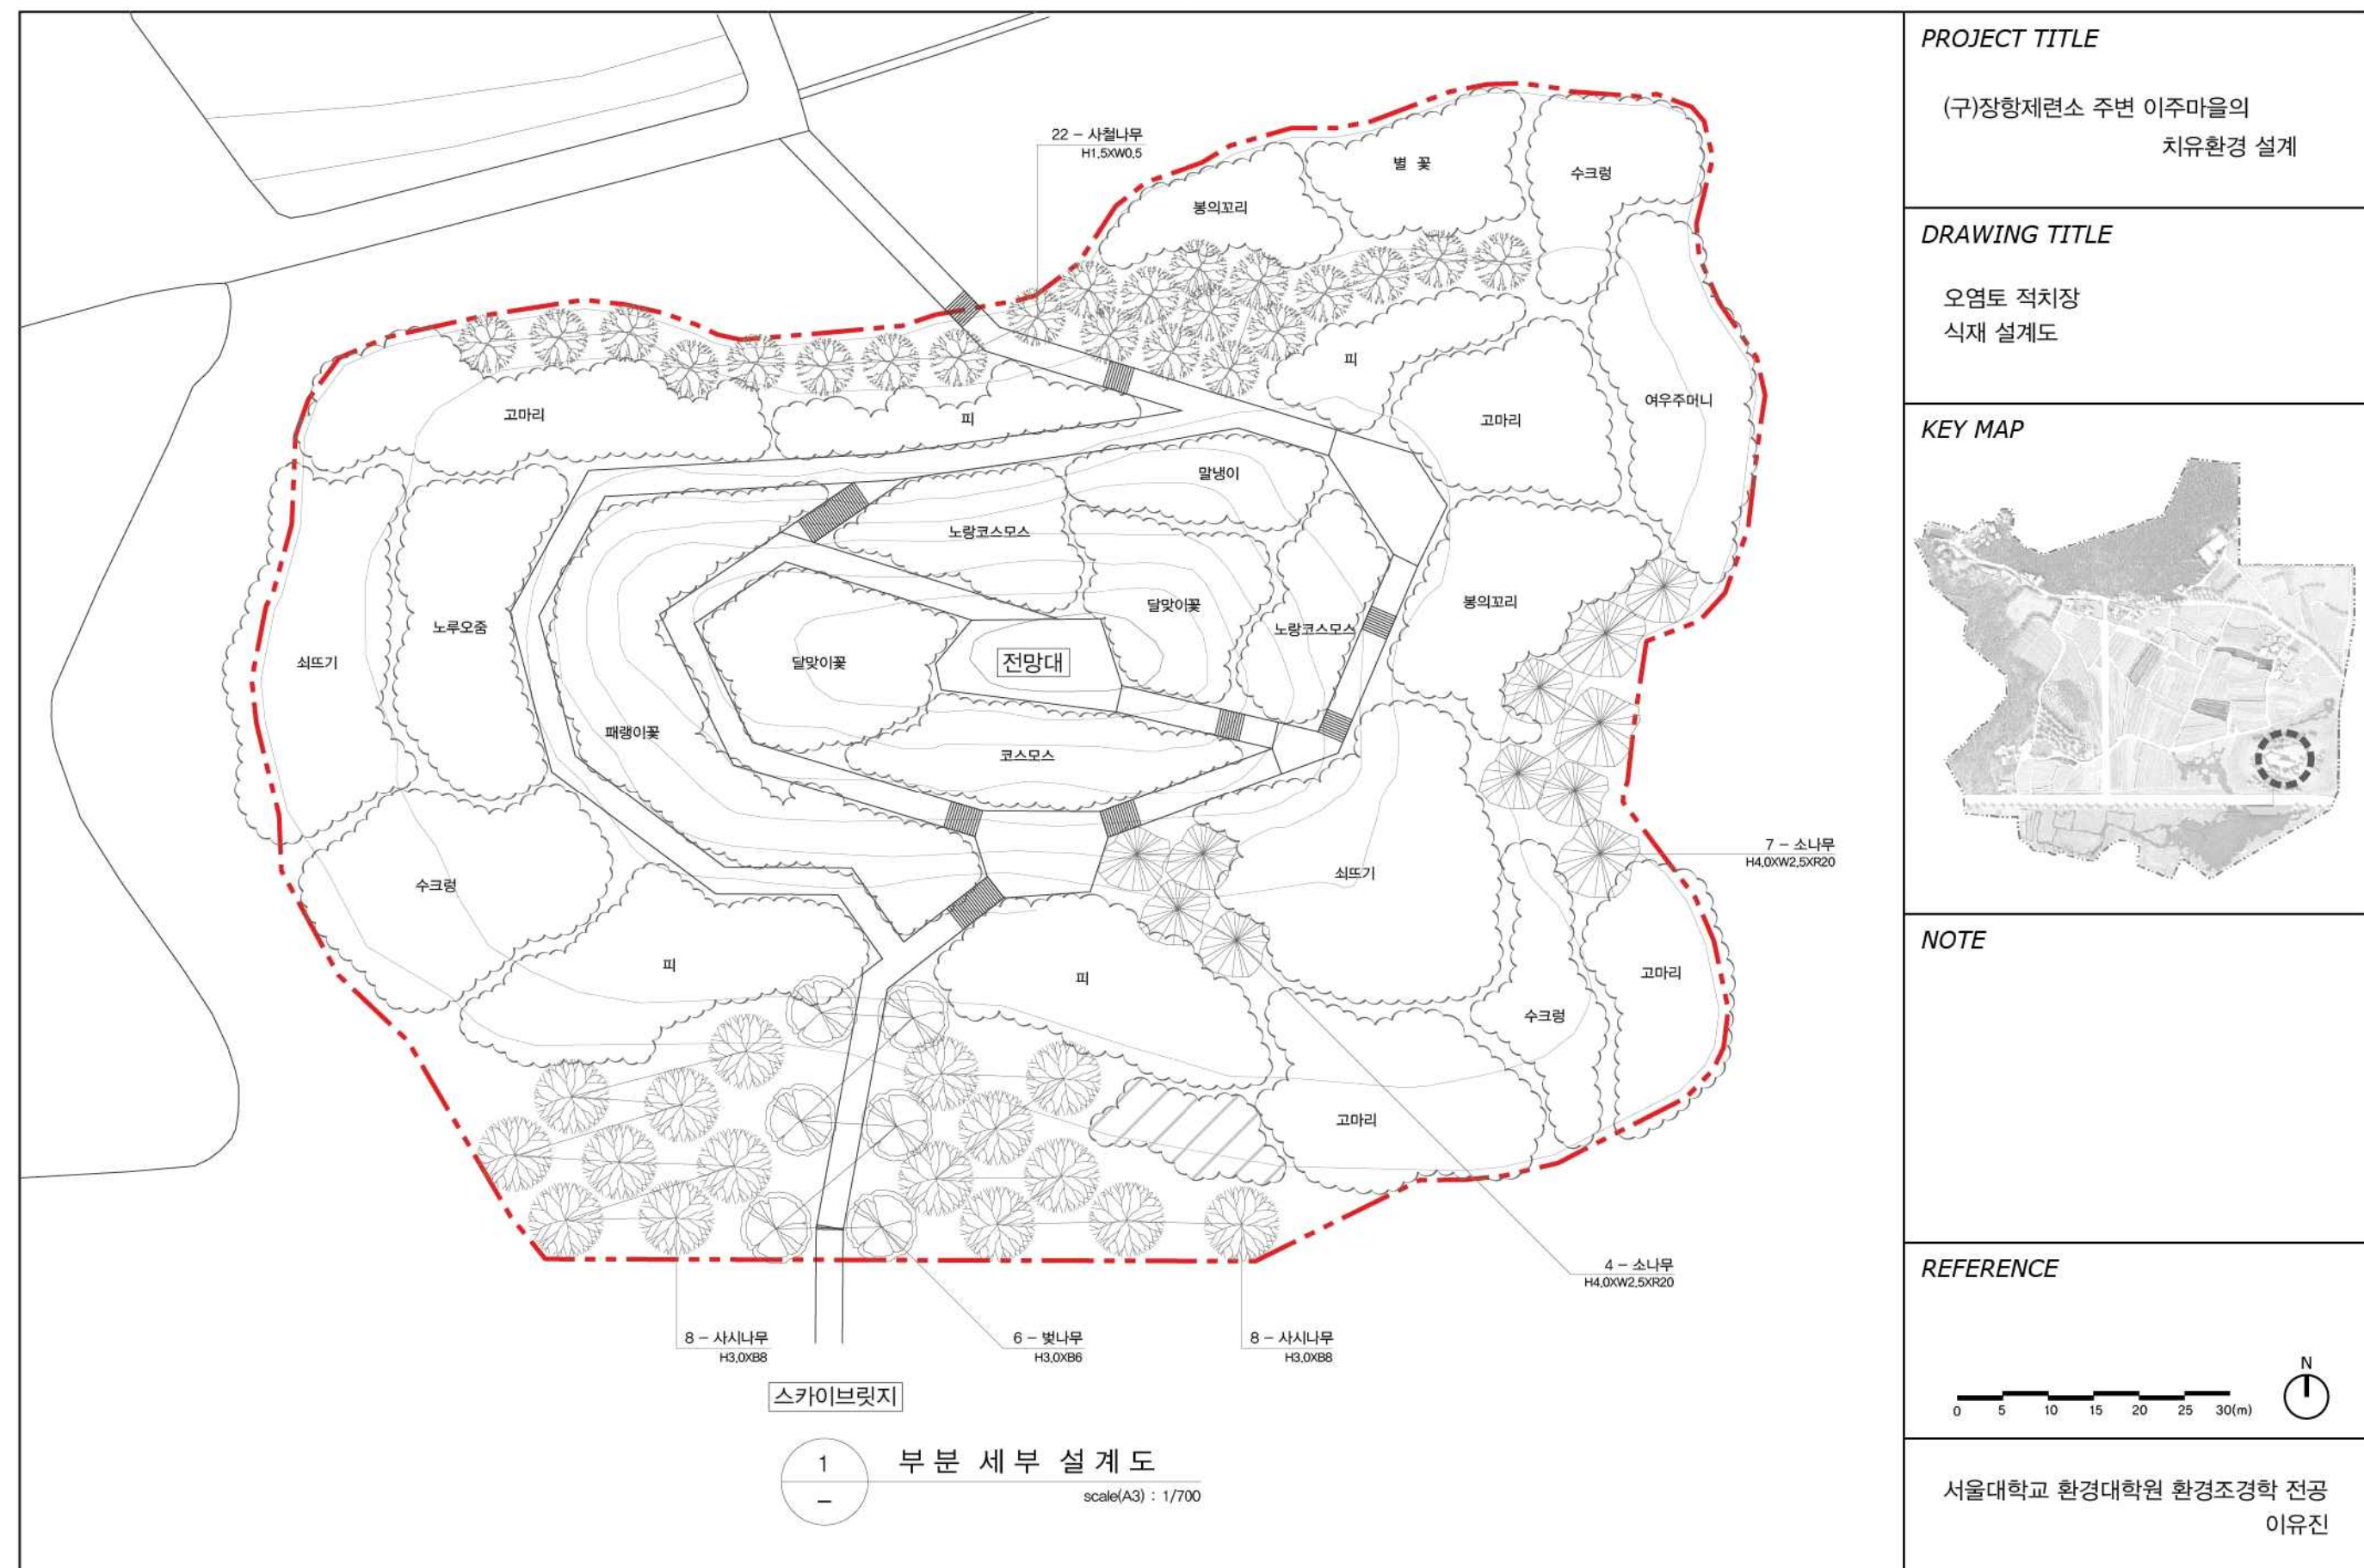 22 - 사철나무
H1.5XW0.5
별 꽃
수크렁
봉의꼬리
피
고마리
여우주머니
고마리
피
말냉이
노랑코스모스
달맞이꽃
노랑코스모스
봉의꼬리
노루오줌
쇠뜨기
달맞이꽃
전망대
패랭이꽃
코스모스
7 - 소나무
H4.0XW2.5XR20
쇠뜨기
수크렁
피
피
고마리
수크렁
고마리
4 - 소나무
H4.0XW2.5XR20
8 - 사시나무
H3.0XB8
6 - 벚나무
H3.0XB6
8 - 사시나무
H3.0XB8
스카이브릿지
1
–
부분 세부 설계도
scale(A3) : 1/700
PROJECT TITLE
(구)장항제련소 주변 이주마을의
치유환경 설계
DRAWING TITLE
오염토 적치장
식재 설계도
KEY MAP
NOTE
REFERENCE
N
0 5 10 15 20 25 30(m)
서울대학교 환경대학원 환경조경학 전공
이유진